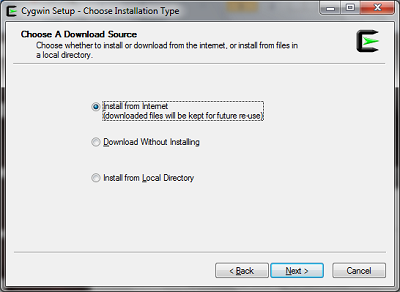 Cygwin Setup - Choose Installation Type
Choose A Download Source
Choose whether to install or download from the internet, or install from files in
a local directory.
Install from Internet
(downloaded files will be kept for future re-use)
Download Without Installing
Install from Local Directory
< Back
Next >
Cancel